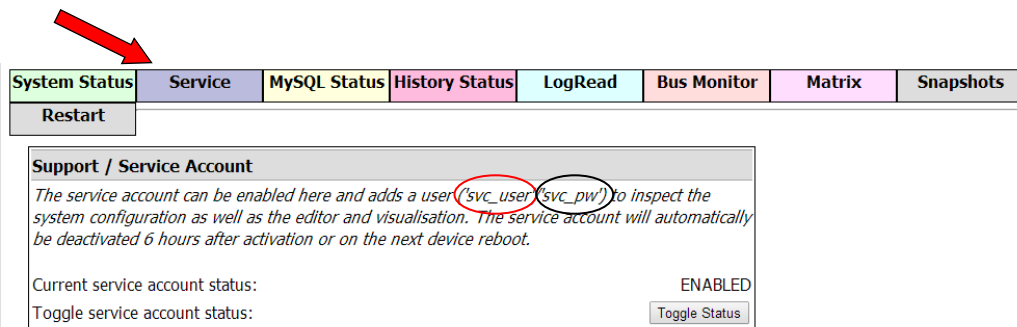 System Status Service MySQL Status History Status LogRead Bus Monitor Matrix Snapshots
Restart
Support / Service Account
The service account can be enabled here and adds a user ('svc_user'/'svc_pw') to inspect the
system configuration as well as the editor and visualisation. The service account will automatically
be deactivated 6 hours after activation or on the next device reboot.
Current service account status: ENABLED
Toggle service account status: Toggle Status